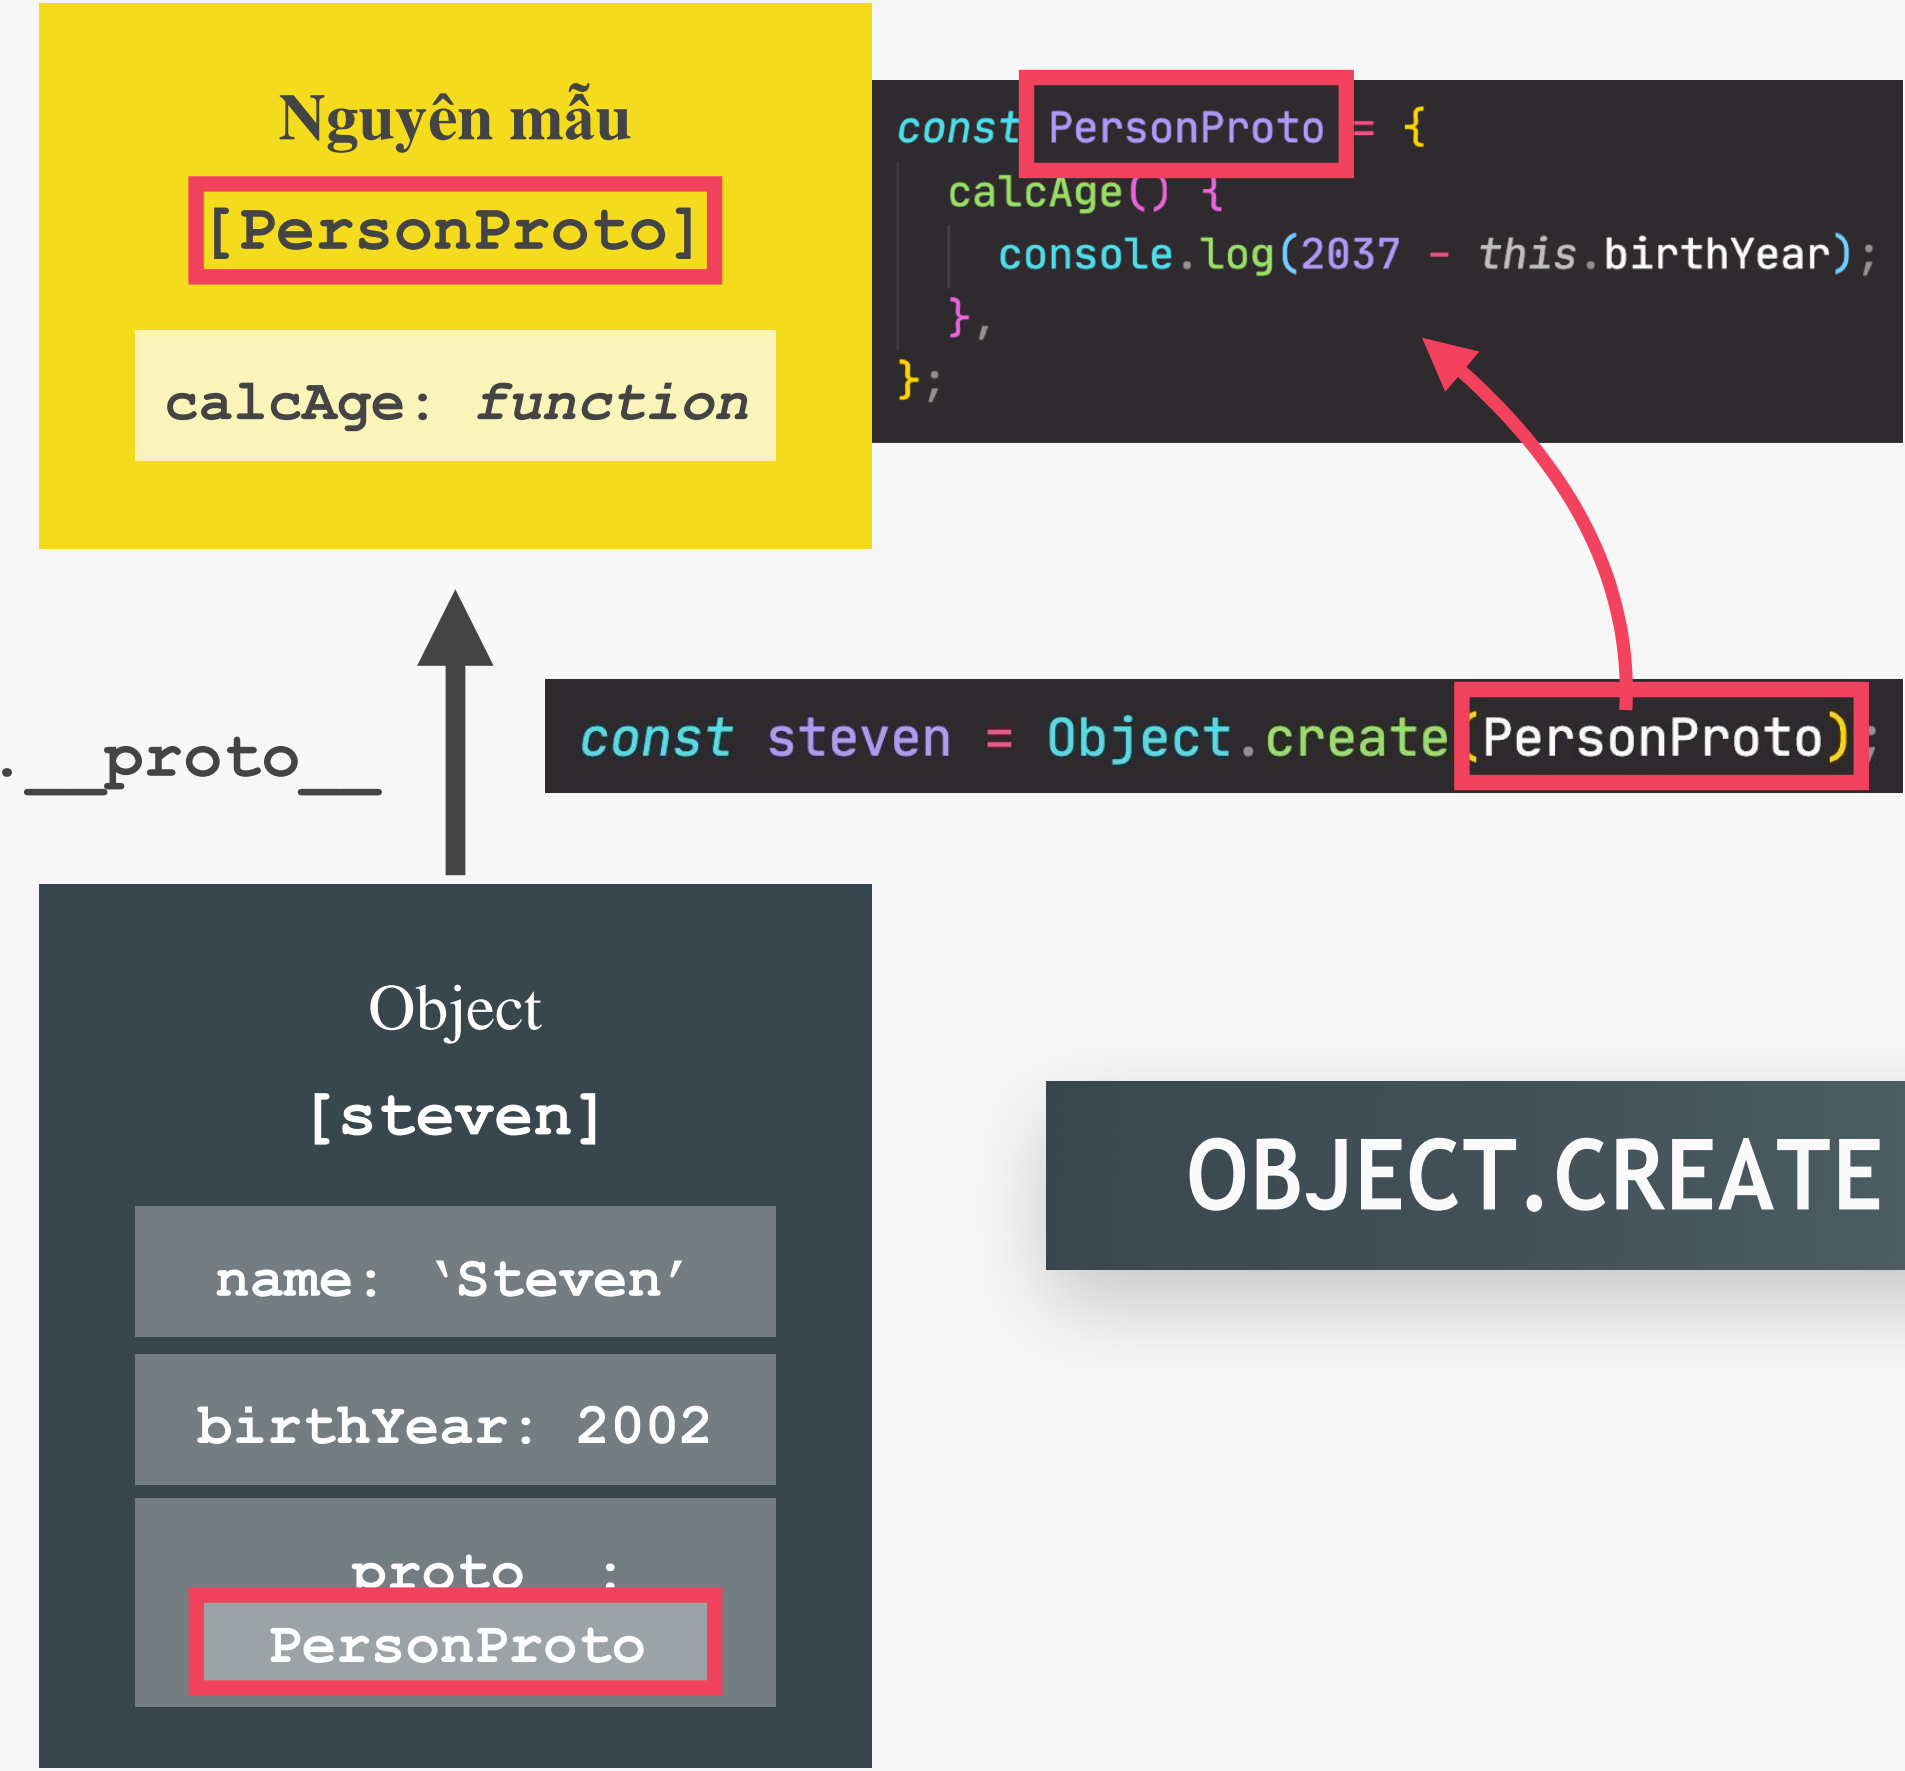 Nguyên mẫu
[PersonProto]
calcAge: function
const PersonProto = {
calcAge() {
console.log(2037 - this.birthYear);
},
};
.__proto__
const steven = Object.create(PersonProto);
Object
[steven]
name: ‘Steven’
birthYear: 2002
proto :
PersonProto
OBJECT.CREATE